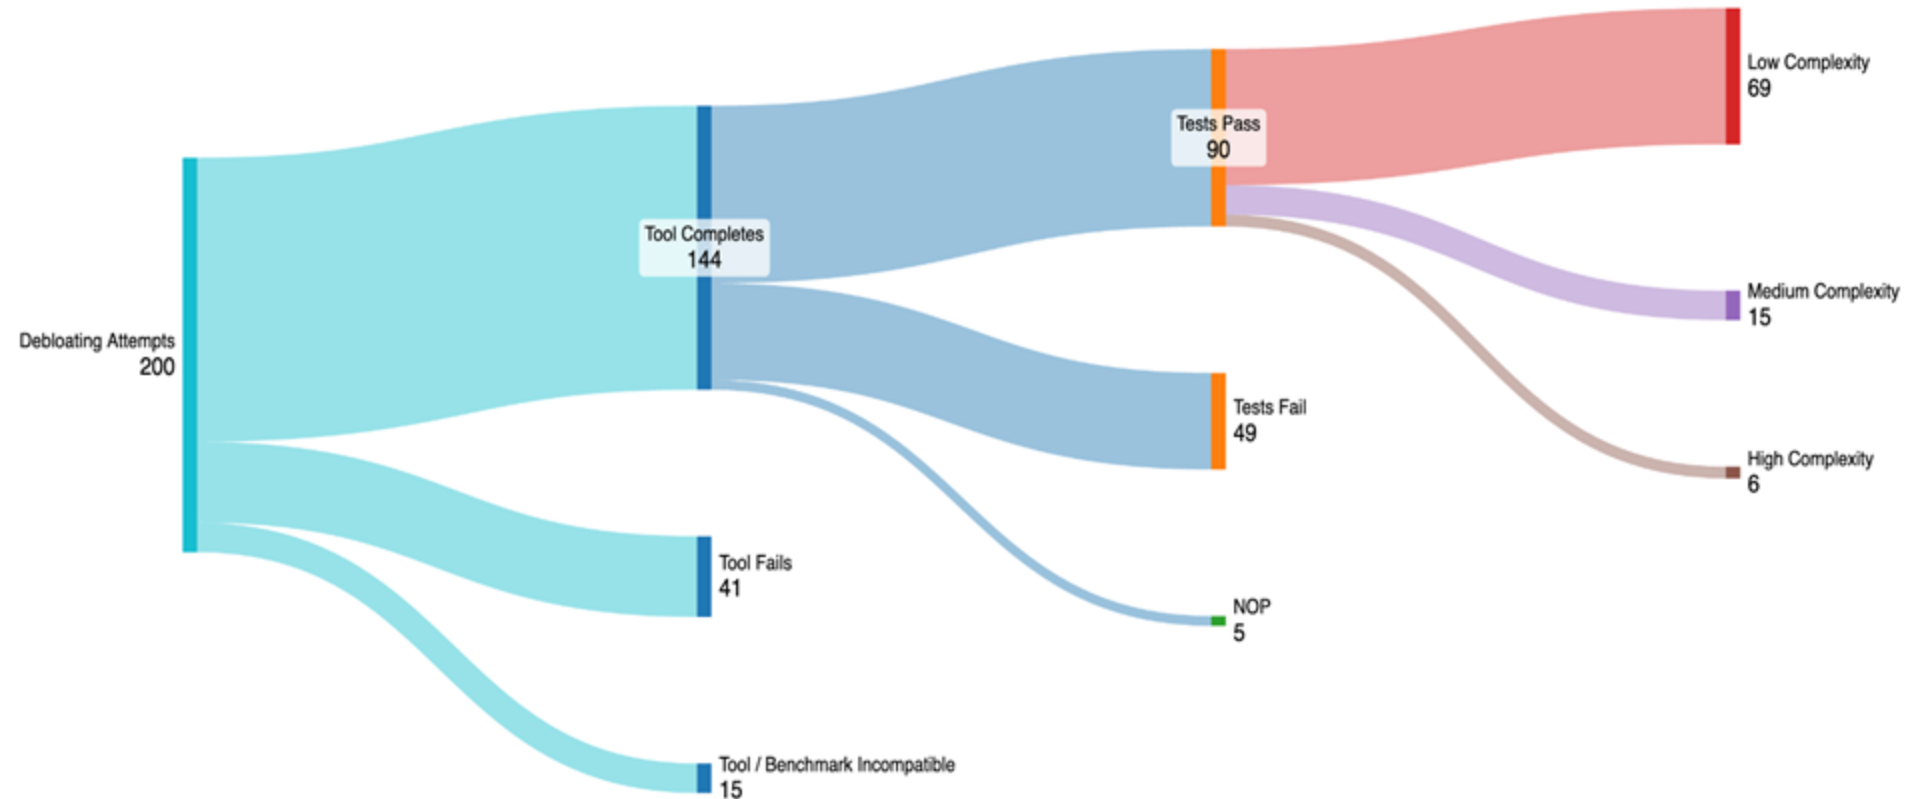 Debloating Attempts
200
Tool Completes
144
Tool Fails
41
Tool / Benchmark Incompatible
15
Tests Pass
90
Tests Fail
49
NOP
5
Low Complexity
69
Medium Complexity
15
High Complexity
6